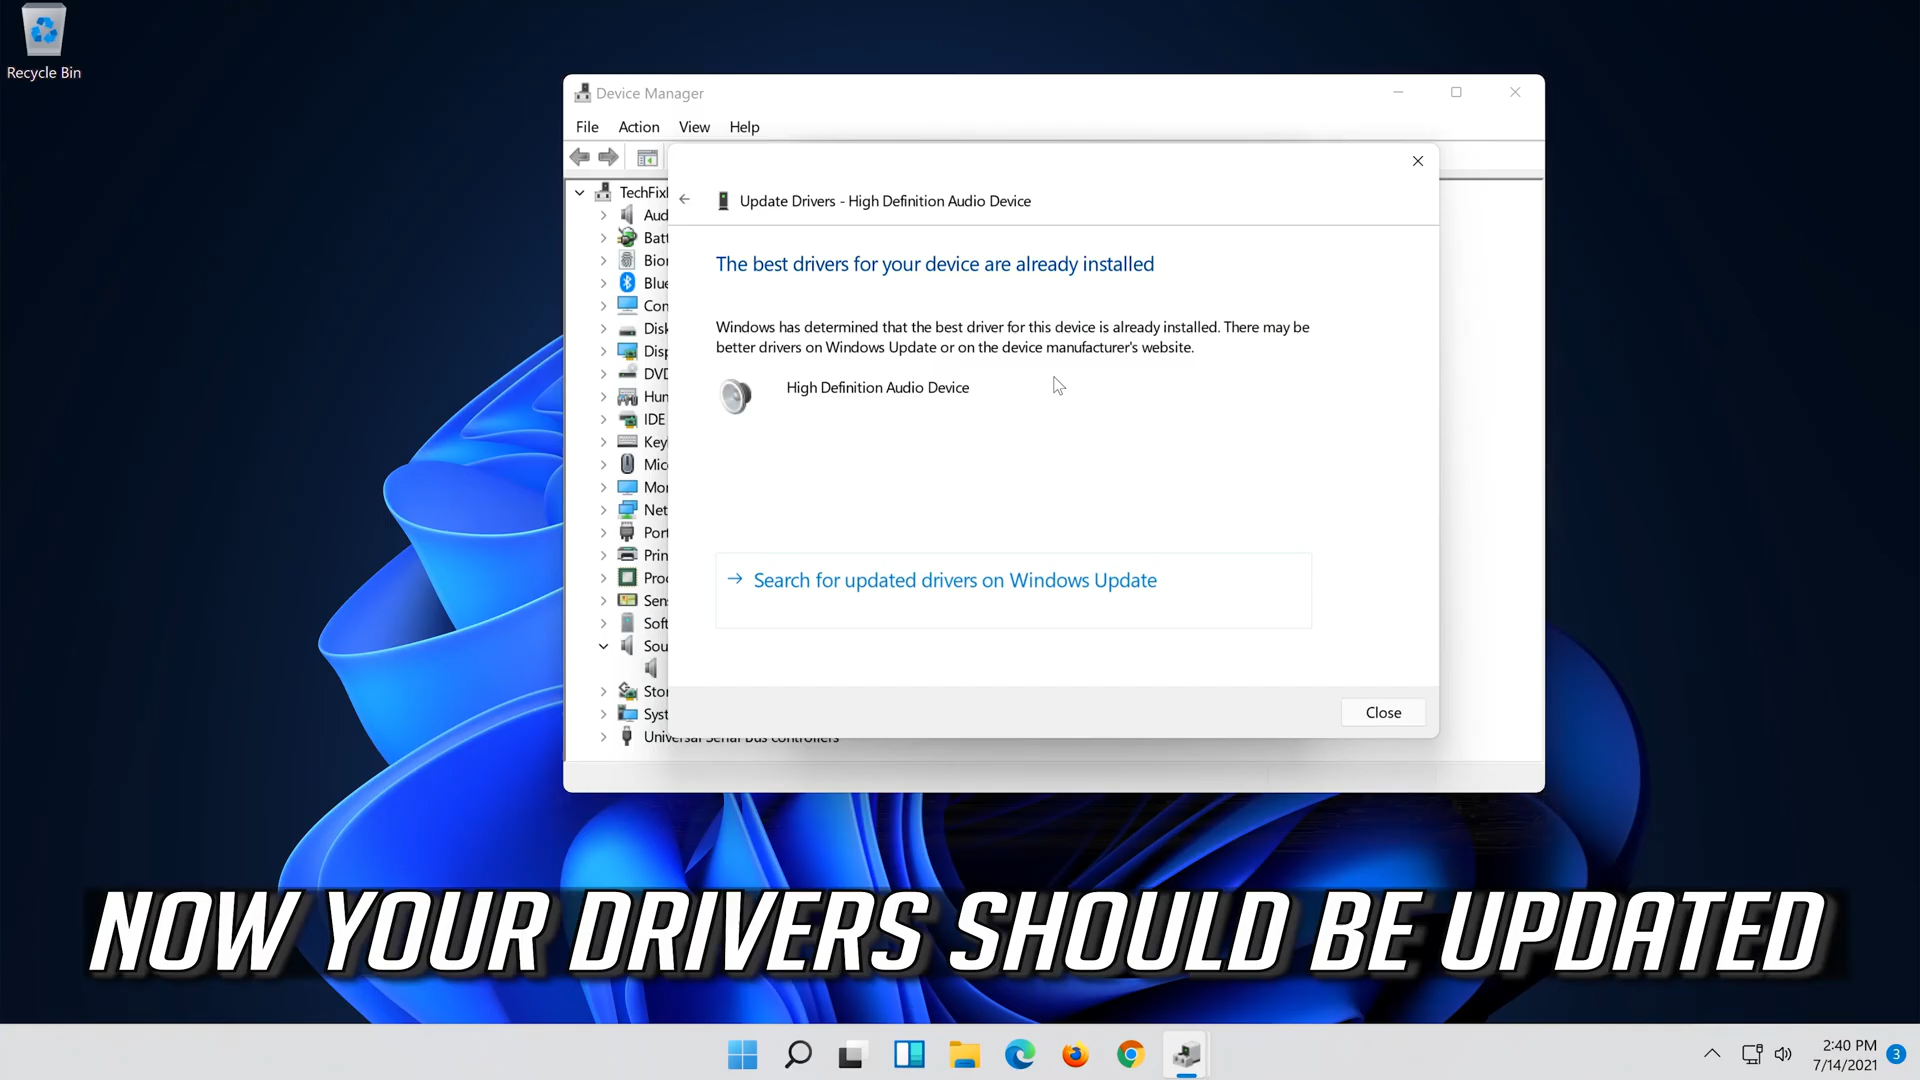 Recycle Bin
Device Manager
File Action View Help
Update Drivers - High Definition Audio Device
The best drivers for your device are already installed
Windows has determined that the best driver for this device is already installed. There may be
better drivers on Windows Update or on the device manufacturer's website.
High Definition Audio Device
Search for updated drivers on Windows Update
Close
TechFixI
Aud
Batt
Bion
Blue
Con
Disk
Disp
DVD
Hum
IDE
Key
Mice
Mon
Net
Port
Prin
Proc
Sens
Soft
Sou
Stor
Syst
Universal Serial Bus controllers
NOW YOUR DRIVERS SHOULD BE UPDATED
2:40 PM
7/14/2021
3